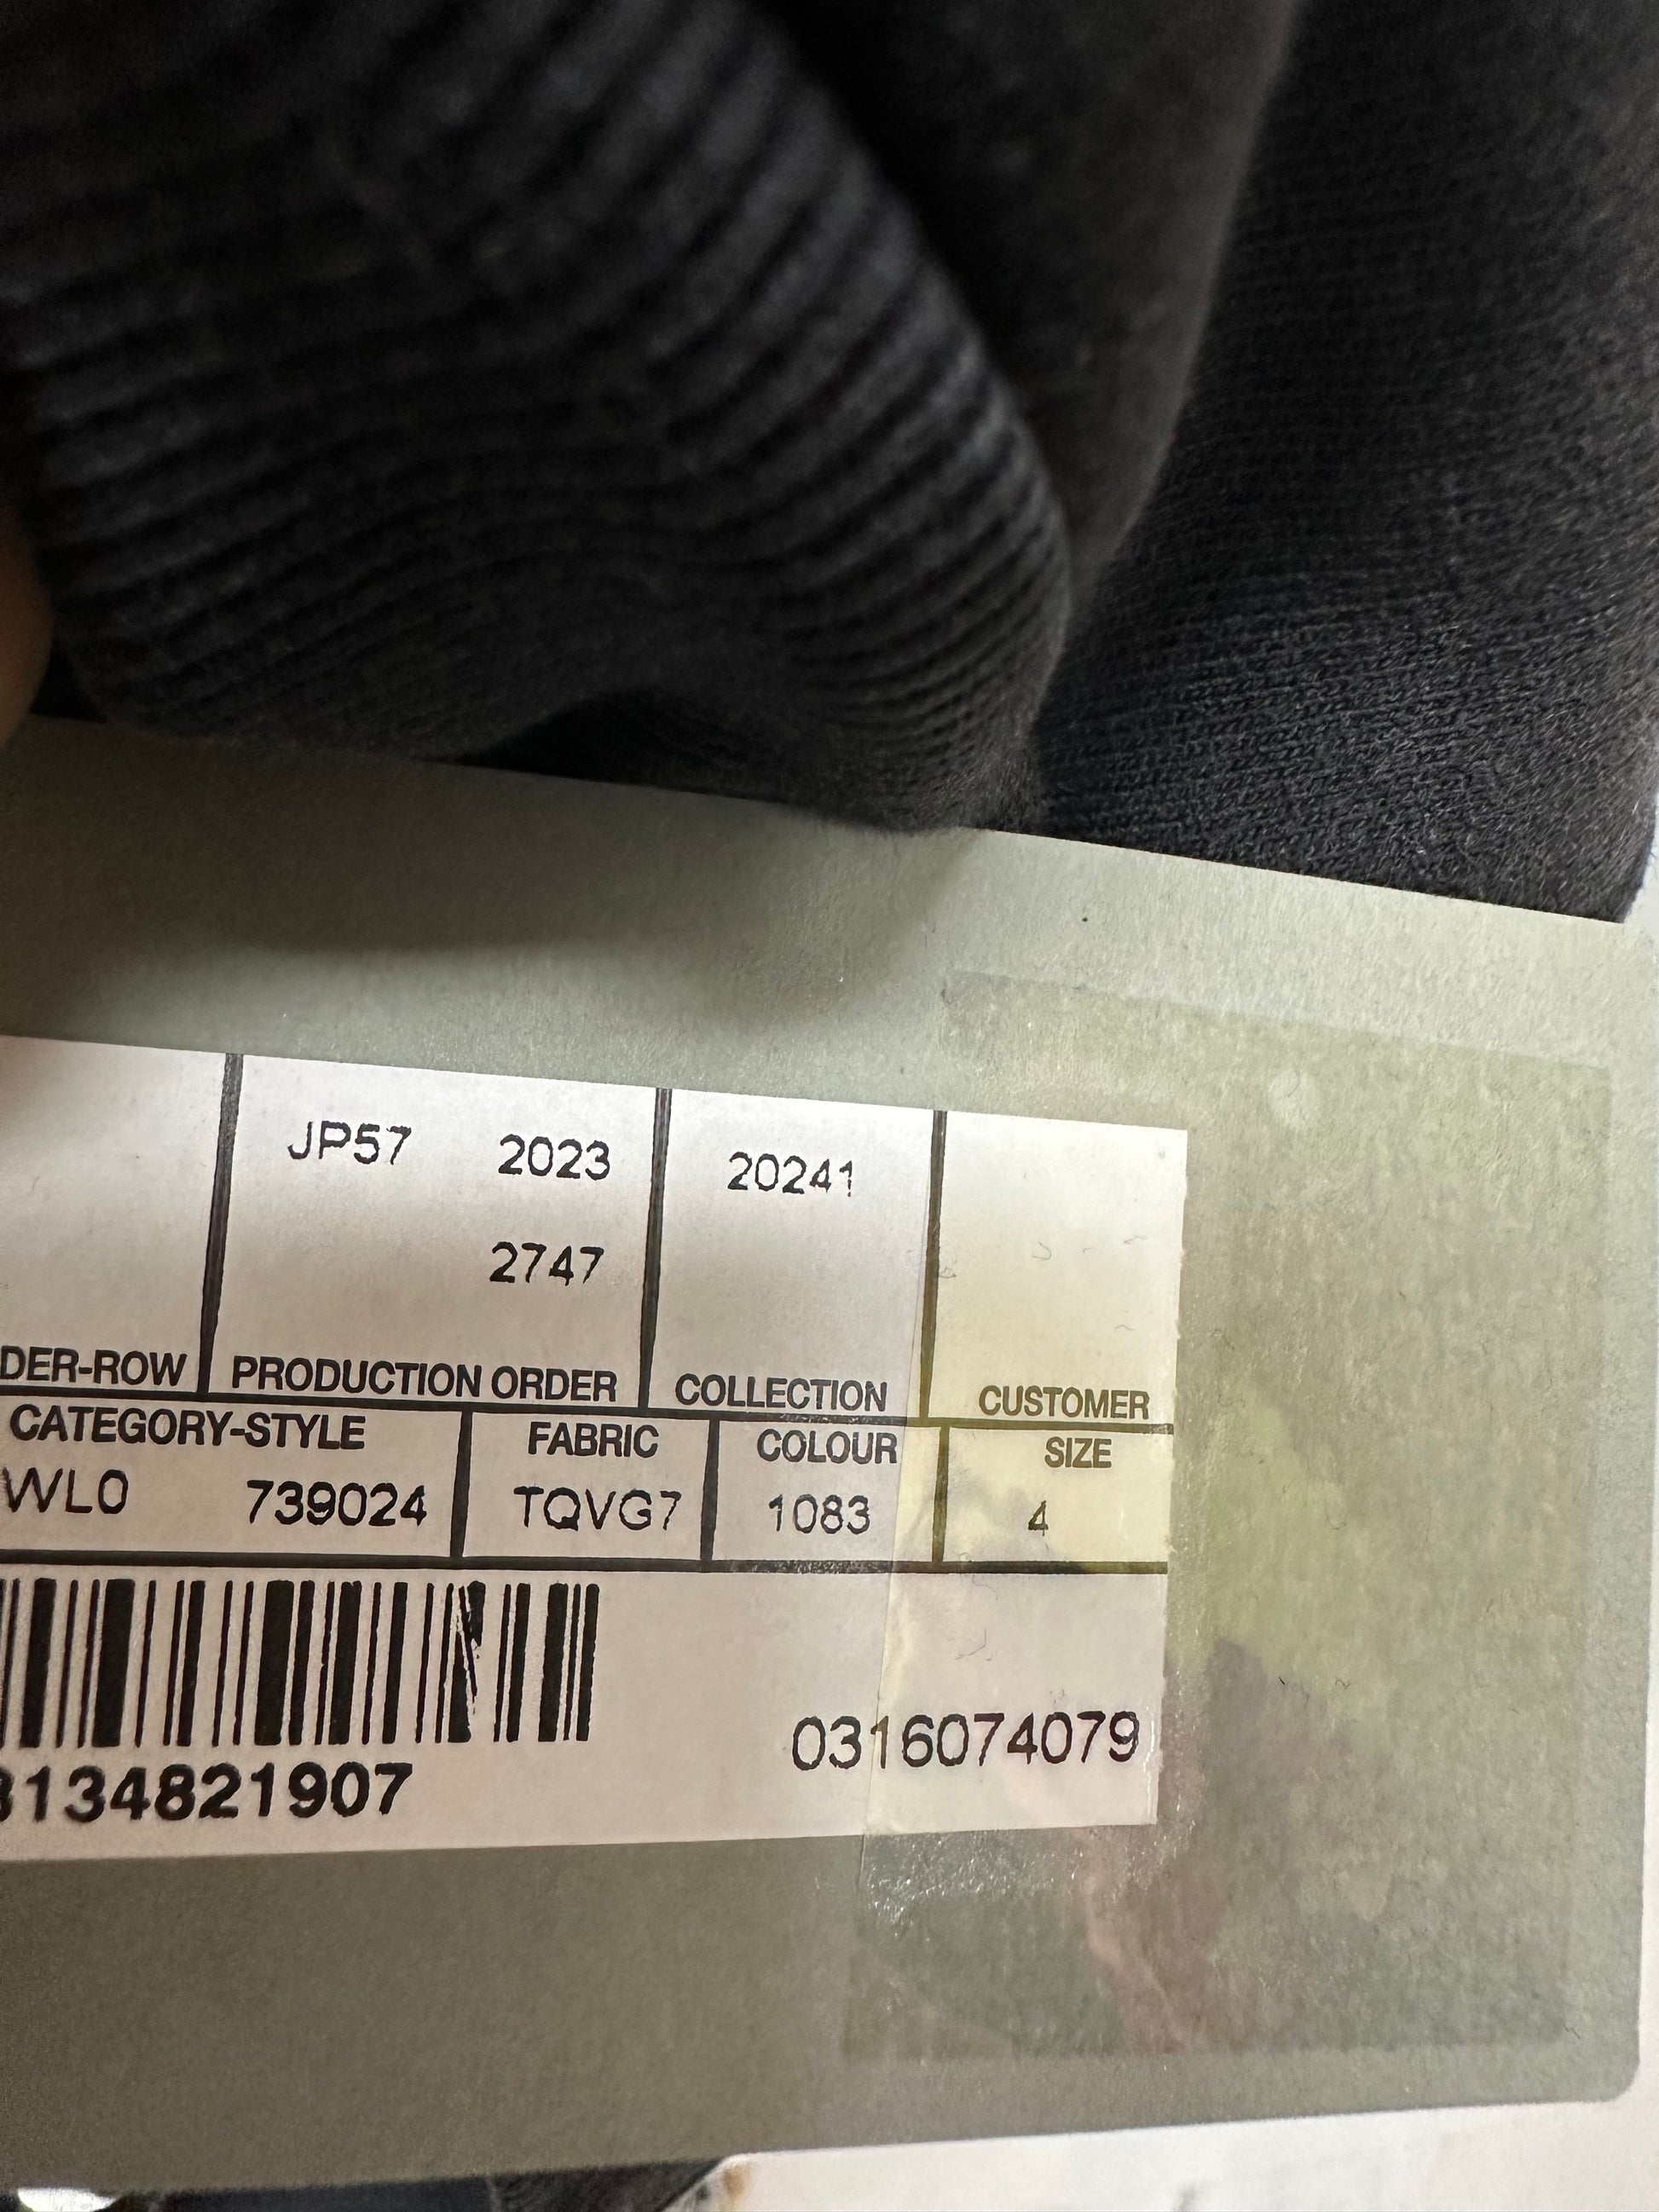 JP57 2023 20241
2747
DER-ROW PRODUCTION ORDER COLLECTION CUSTOMER
CATEGORY-STYLE FABRIC COLOUR SIZE
WL0 739024 TQVG7 1083 4
0316074079
3134821907